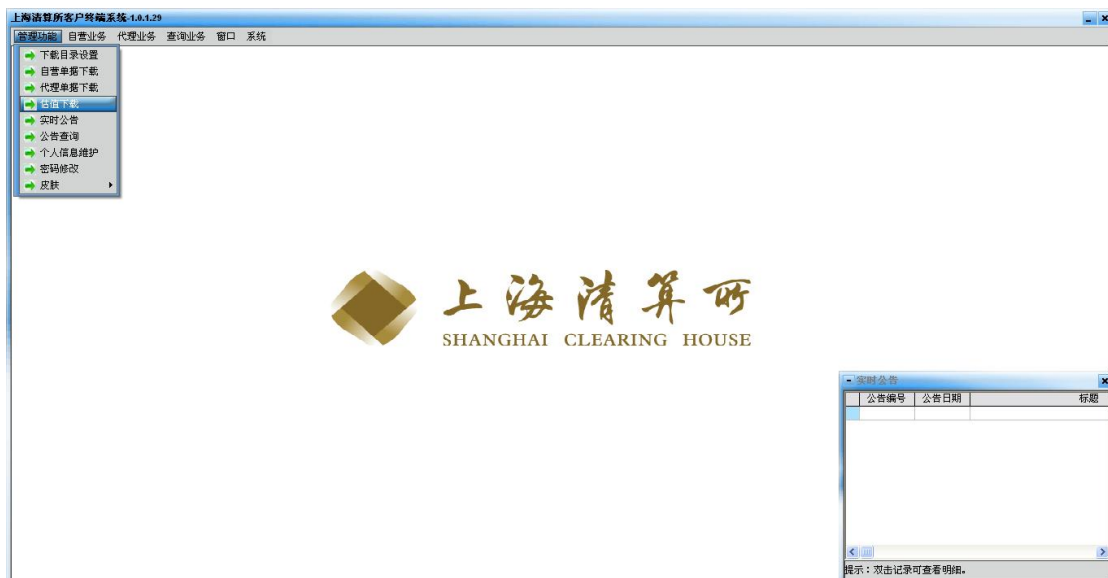 上海清算所客户终端系统-1.0.1.29
管理功能 自营业务 代理业务 查询业务 窗口 系统
下载目录设置
自营单据下载
代理单据下载
估值下载
实时公告
公告查询
个人信息维护
密码修改
皮肤
上海清算所
SHANGHAI CLEARING HOUSE
实时公告
公告编号 公告日期 标题
提示：双击记录可查看明细。